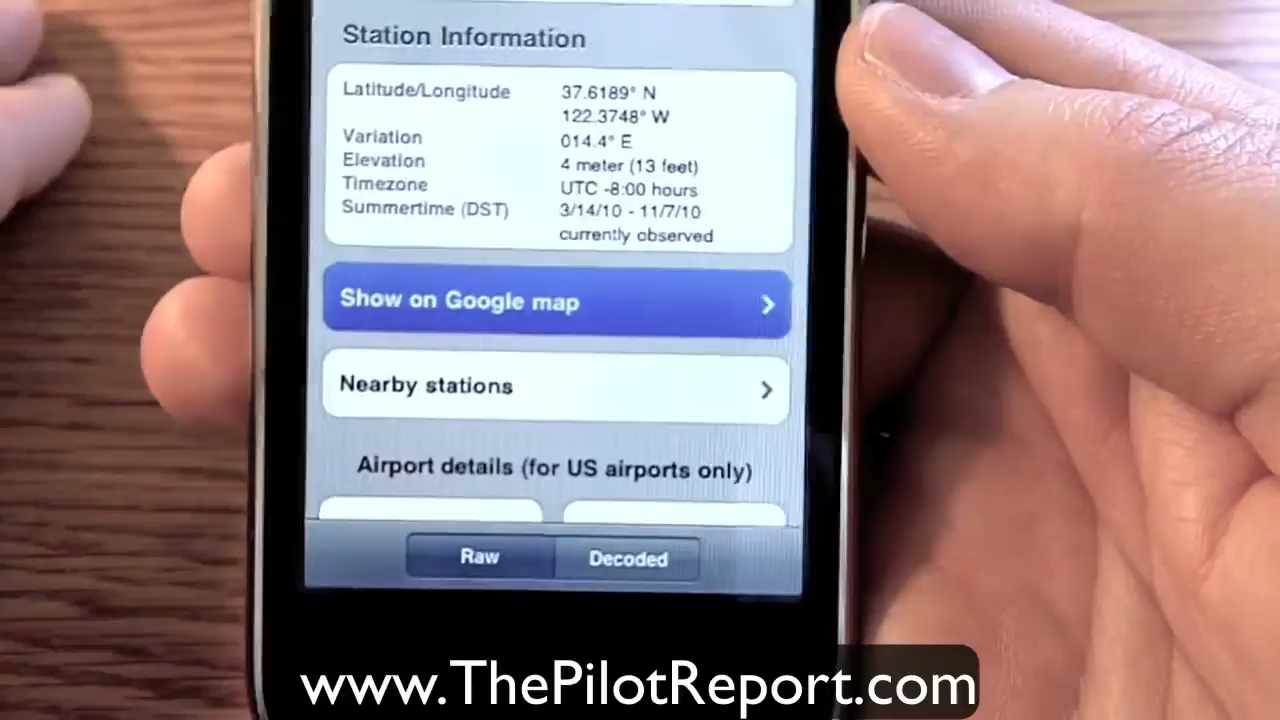 Station Information
Latitude/Longitude 37.6189° N
122.3748° W
Variation 014.4° E
Elevation 4 meter (13 feet)
Timezone UTC -8:00 hours
Summertime (DST) 3/14/10 - 11/7/10
currently observed
Show on Google map
Nearby stations
Airport details (for US airports only)
Raw Decoded
www.ThePilotReport.com